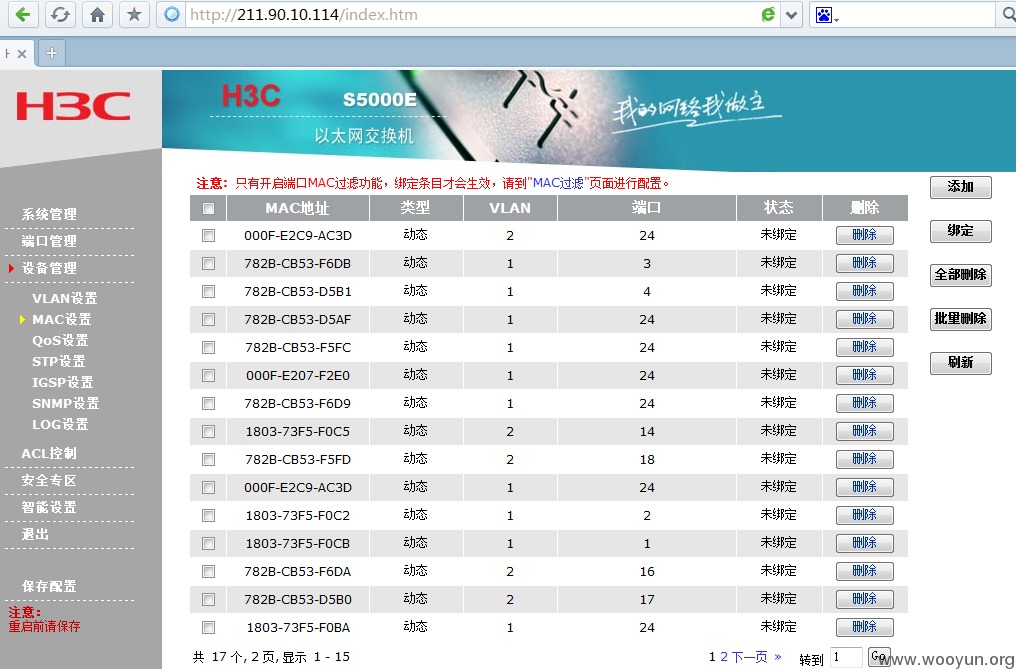 http://211.90.10.114/index.htm
H3C
H3C S5000E
以太网交换机
我的网络我做主
系统管理
端口管理
设备管理
VLAN设置
MAC设置
QoS设置
STP设置
IGSP设置
SNMP设置
LOG设置
ACL控制
安全专区
智能设置
退出
保存配置
注意:
重启前请保存
注意: 只有开启端口MAC过滤功能，绑定条目才会生效，请到"MAC过滤"页面进行配置。
MAC地址 类型 VLAN 端口 状态 删除
000F-E2C9-AC3D 动态 2 24 未绑定 删除
782B-CB53-F6DB 动态 1 3 未绑定 删除
782B-CB53-D5B1 动态 1 4 未绑定 删除
782B-CB53-D5AF 动态 1 24 未绑定 删除
782B-CB53-F5FC 动态 1 24 未绑定 删除
000F-E207-F2E0 动态 1 24 未绑定 删除
782B-CB53-F6D9 动态 1 24 未绑定 删除
1803-73F5-F0C5 动态 2 14 未绑定 删除
782B-CB53-F5FD 动态 2 18 未绑定 删除
000F-E2C9-AC3D 动态 1 24 未绑定 删除
1803-73F5-F0C2 动态 1 2 未绑定 删除
1803-73F5-F0CB 动态 1 1 未绑定 删除
782B-CB53-F6DA 动态 2 16 未绑定 删除
782B-CB53-D5B0 动态 2 17 未绑定 删除
1803-73F5-F0BA 动态 1 24 未绑定 删除
共 17 个, 2 页, 显示 1 - 15
1 2 下一页 » 转到 1 Go
添加
绑定
全部删除
批量删除
刷新
www.wooyun.org